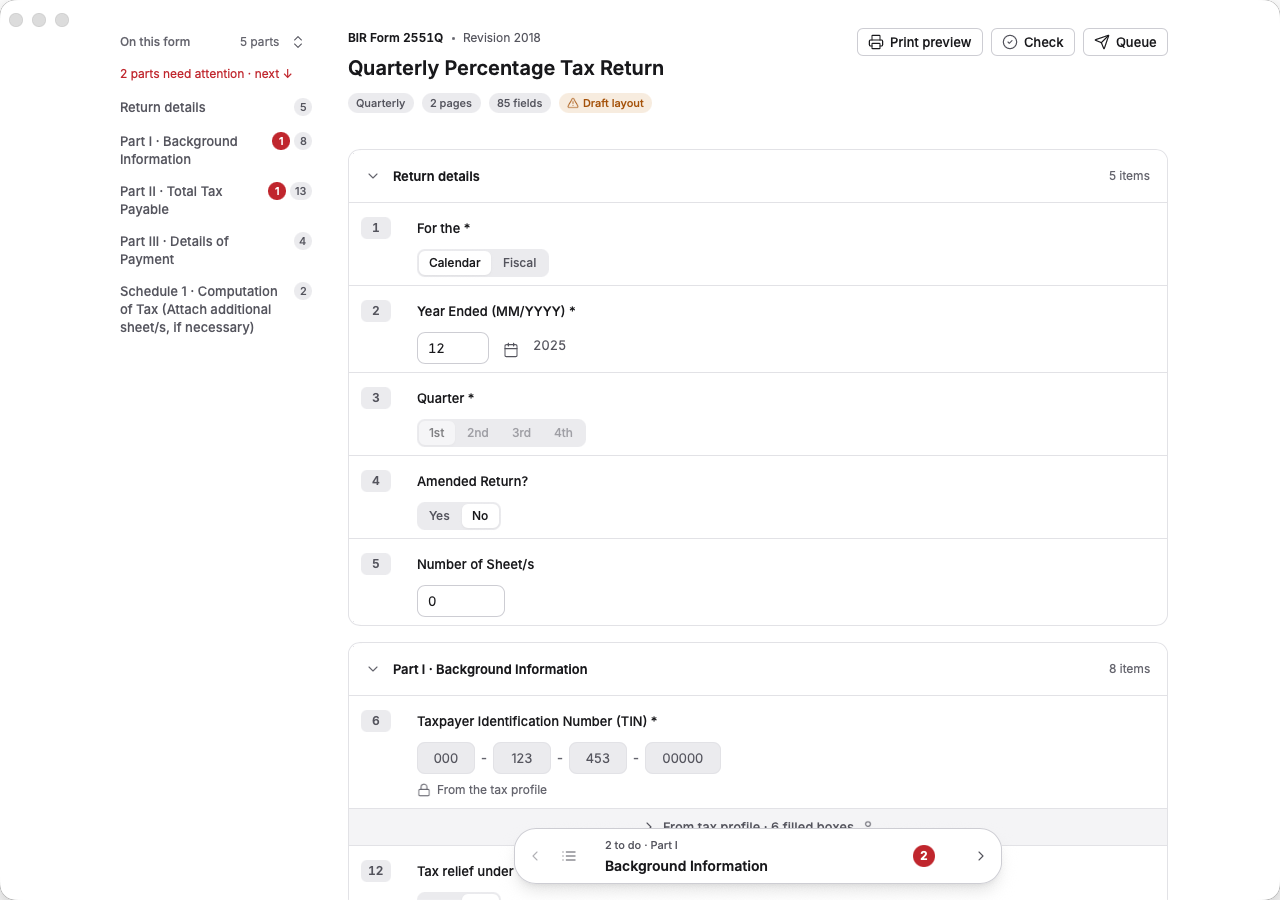 On this form
5 parts
2 parts need attention · next ↓
Return details
5
Part I · Background
Information
1
8
Part II · Total Tax
Payable
1
13
Part III · Details of
Payment
4
Schedule 1 · Computation
of Tax (Attach additional
sheet/s, if necessary)
2
BIR Form 2551Q • Revision 2018
Quarterly Percentage Tax Return
Quarterly
2 pages
85 fields
Draft layout
Print preview
Check
Queue
Return details
5 items
1
For the *
Calendar
Fiscal
2
Year Ended (MM/YYYY) *
12
2025
3
Quarter *
1st
2nd
3rd
4th
4
Amended Return?
Yes
No
5
Number of Sheet/s
0
Part I · Background Information
8 items
6
Taxpayer Identification Number (TIN) *
000 - 123 - 453 - 00000
From the tax profile
From tax profile · 6 filled boxes
12
Tax relief under
2 to do · Part I
Background Information
2